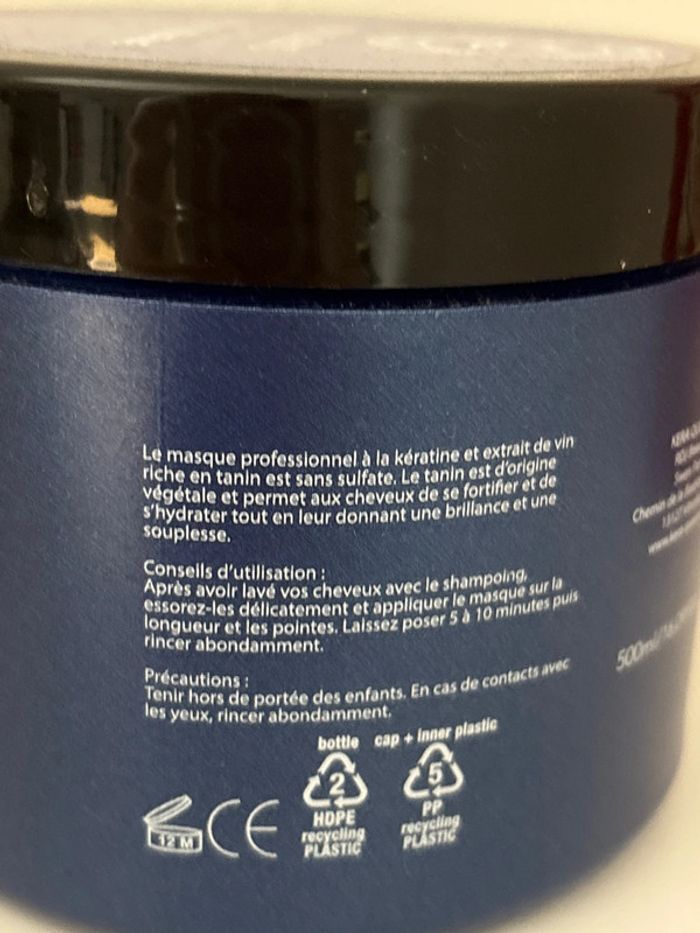 Le masque professionnel à la kératine et extrait de vin
riche en tanin est sans sulfate. Le tanin est d'origine
végétale et permet aux cheveux de se fortifier et de
s'hydrater tout en leur donnant une brillance et une
souplesse.
Conseils d'utilisation :
Après avoir lavé vos cheveux avec le shampoing,
essorez-les délicatement et appliquer le masque sur la
longueur et les pointes. Laissez poser 5 à 10 minutes puis
rincer abondamment.
Précautions :
Tenir hors de portée des enfants. En cas de contacts avec
les yeux, rincer abondamment.
bottle cap + inner plastic
2 5
HDPE PP
recycling recycling
PLASTIC PLASTIC
12 M CE
Chemin de
500ml